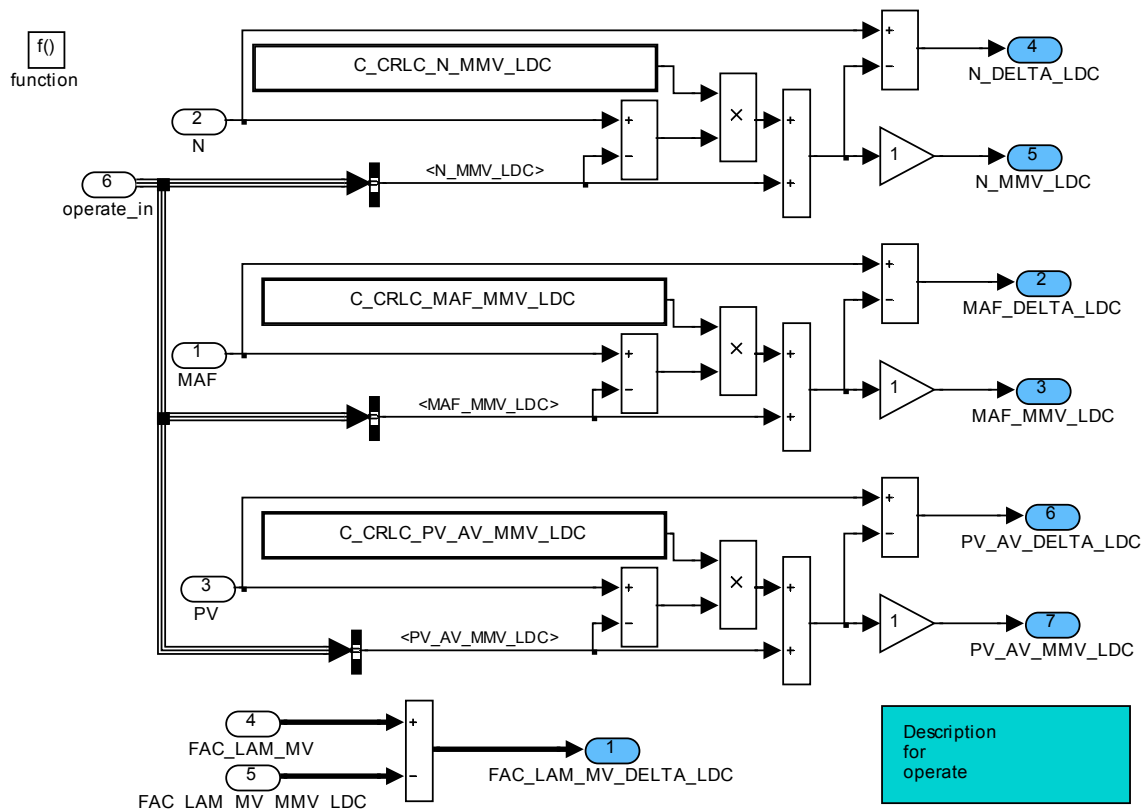 f()
function
C_CRLC_N_MMV_LDC
+
−
4
N_DELTA_LDC
2
N
+
−
×
+
+
1
5
N_MMV_LDC
6
operate_in
<N_MMV_LDC>
C_CRLC_MAF_MMV_LDC
+
−
2
MAF_DELTA_LDC
1
MAF
+
−
×
+
+
1
3
MAF_MMV_LDC
<MAF_MMV_LDC>
C_CRLC_PV_AV_MMV_LDC
+
−
6
PV_AV_DELTA_LDC
3
PV
+
−
×
+
+
1
7
PV_AV_MMV_LDC
<PV_AV_MMV_LDC>
4
FAC_LAM_MV
+
−
1
FAC_LAM_MV_DELTA_LDC
5
FAC_LAM_MV_MMV_LDC
Description
for
operate